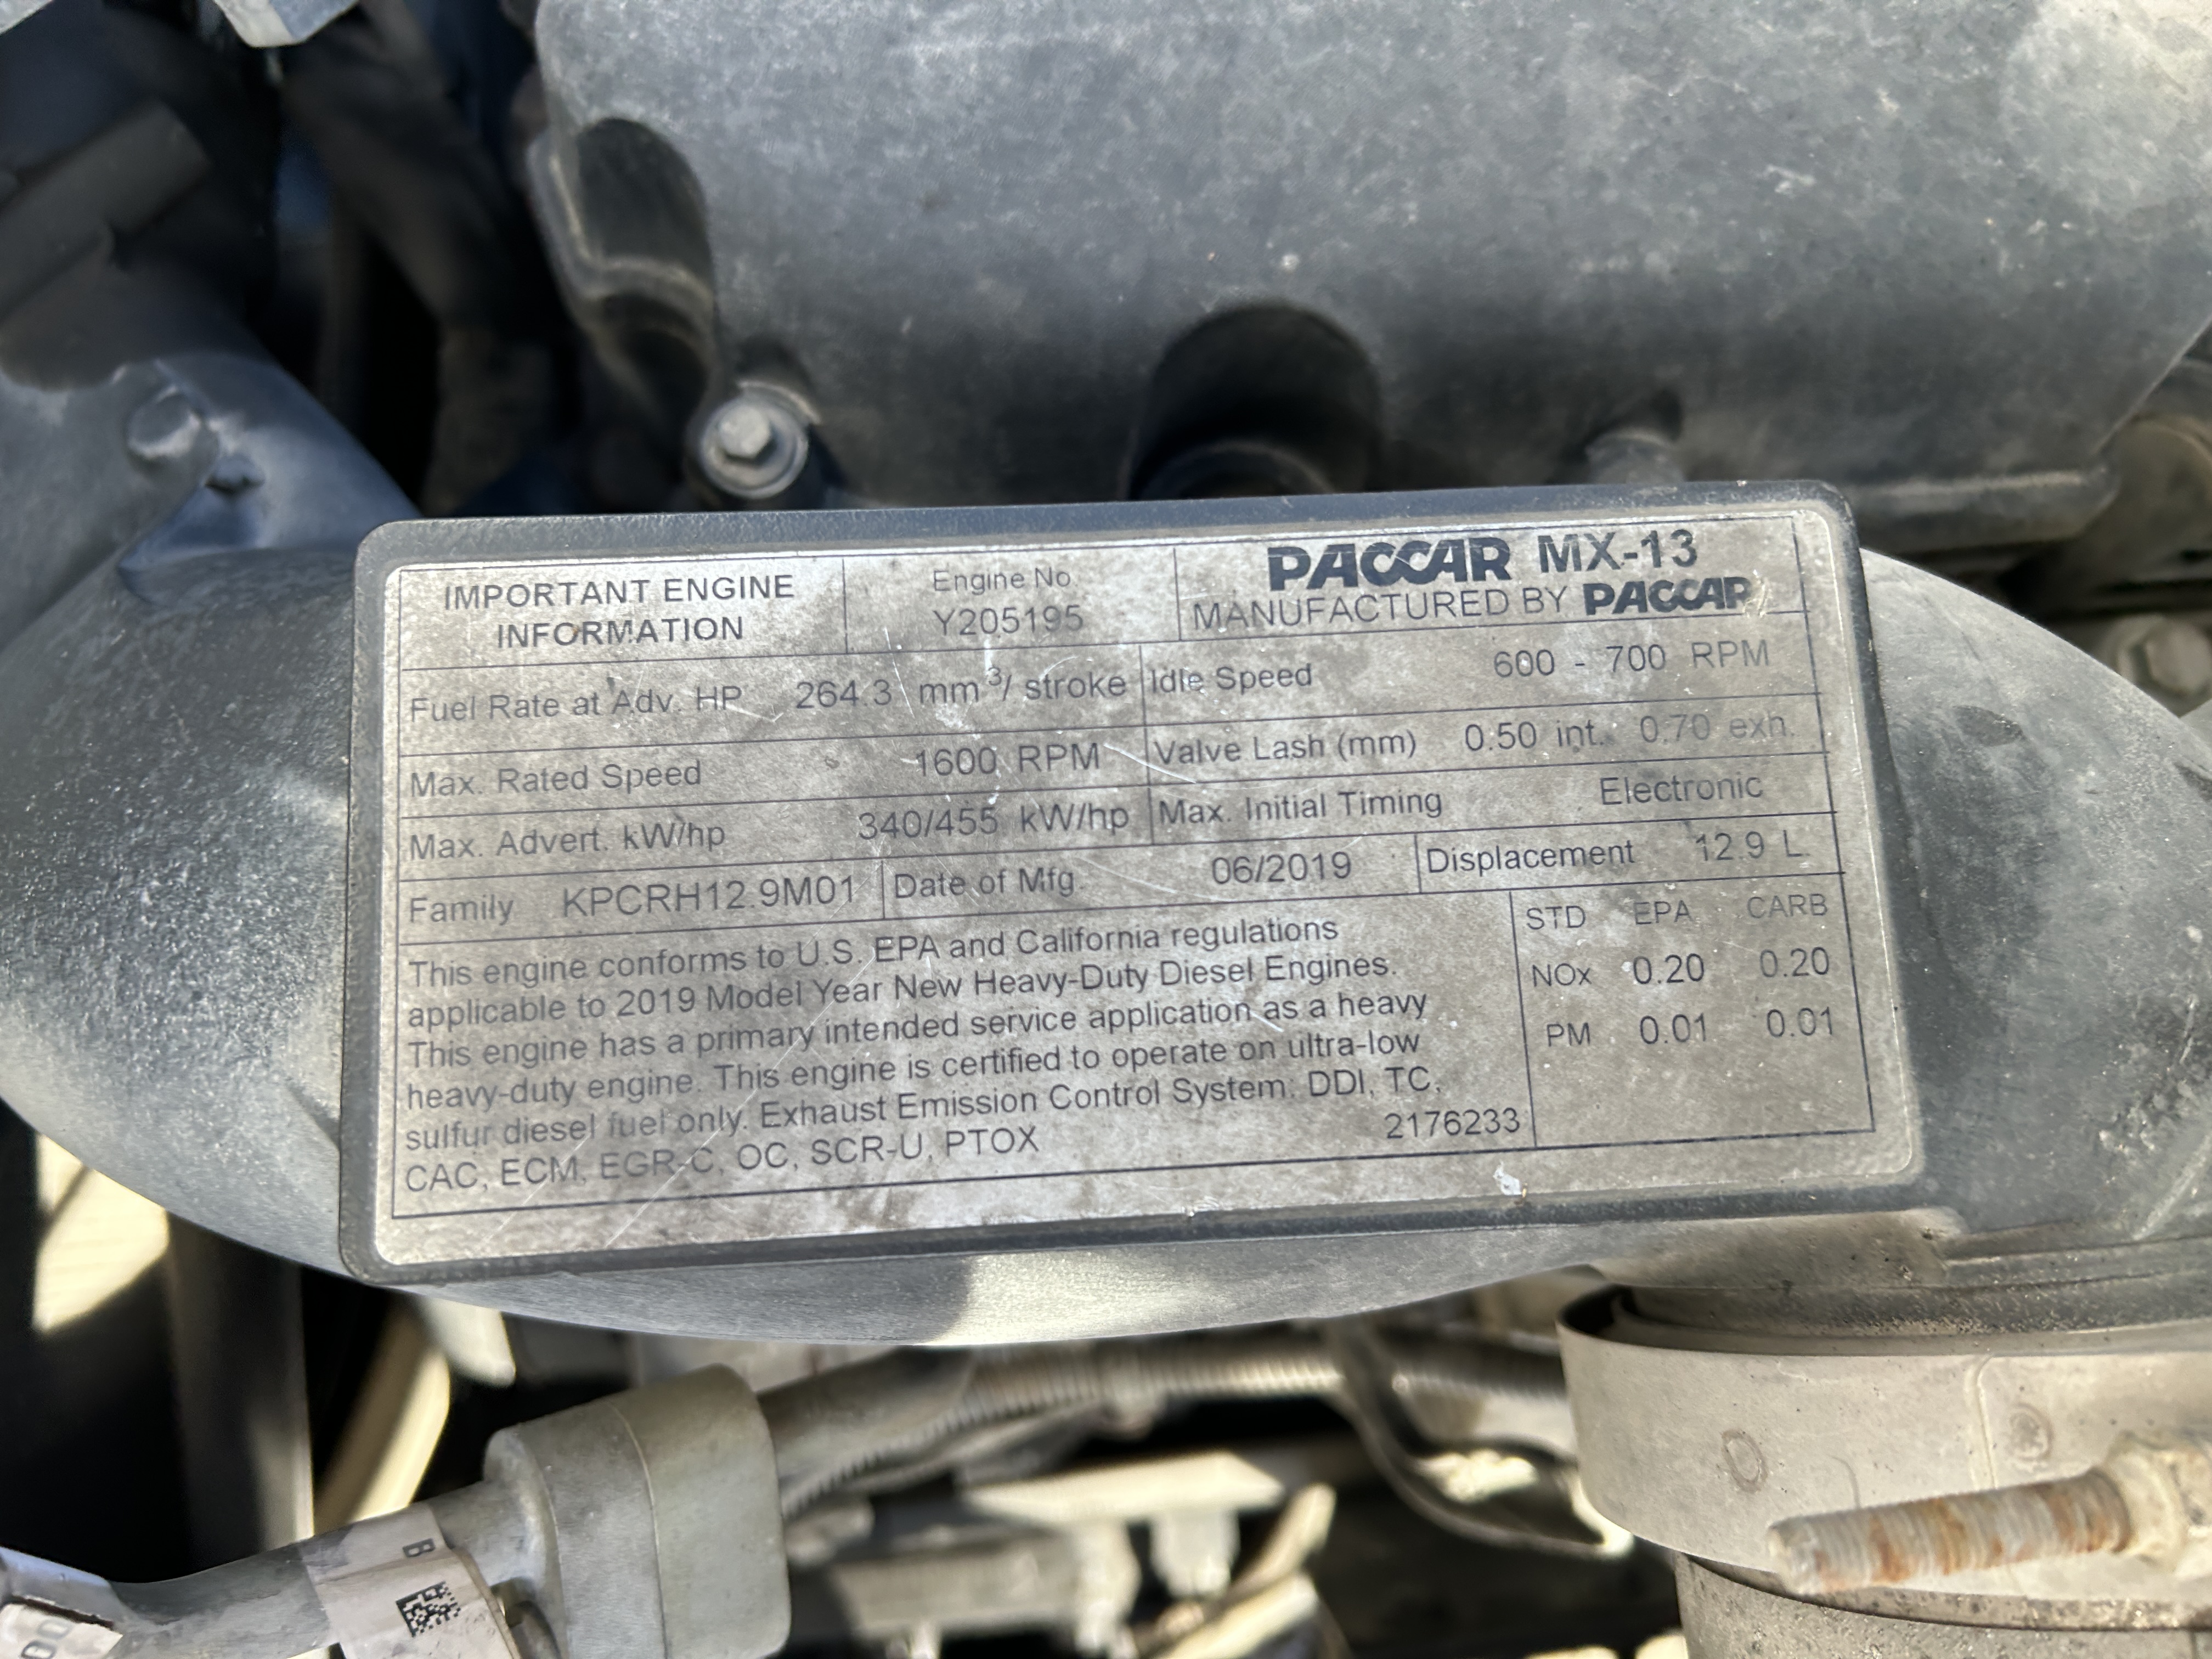 IMPORTANT ENGINE
INFORMATION
Engine No
Y205195
PACCAR MX-13
MANUFACTURED BY PACCAR
Fuel Rate at Adv. HP 264.3 mm³/ stroke
Idle Speed 600 - 700 RPM
Max. Rated Speed 1600 RPM
Valve Lash (mm) 0.50 int. 0.70 exh.
Max. Advert. kW/hp 340/455 kW/hp
Max. Initial Timing Electronic
Family KPCRH12.9M01
Date of Mfg. 06/2019
Displacement 12.9 L.
This engine conforms to U.S. EPA and California regulations
applicable to 2019 Model Year New Heavy-Duty Diesel Engines.
This engine has a primary intended service application as a heavy
heavy-duty engine. This engine is certified to operate on ultra-low
sulfur diesel fuel only. Exhaust Emission Control System: DDI, TC,
CAC, ECM, EGR-C, OC, SCR-U, PTOX
2176233
STD EPA CARB
NOx 0.20 0.20
PM 0.01 0.01
B